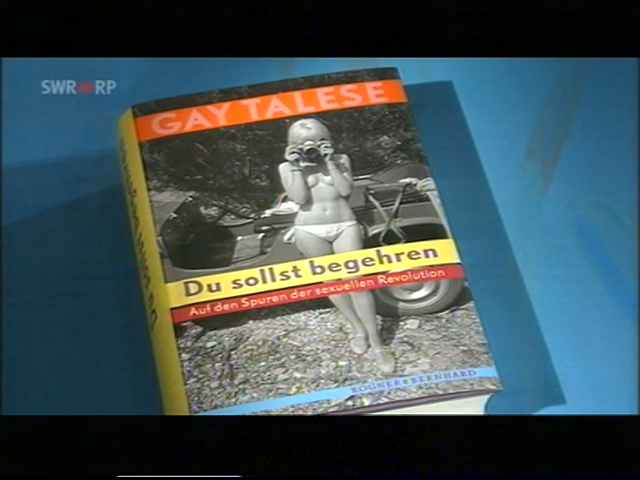 SWR RP
GAY TALESE
Du sollst begehren
Auf den Spuren der sexuellen Revolution
ROGNER & BERNHARD